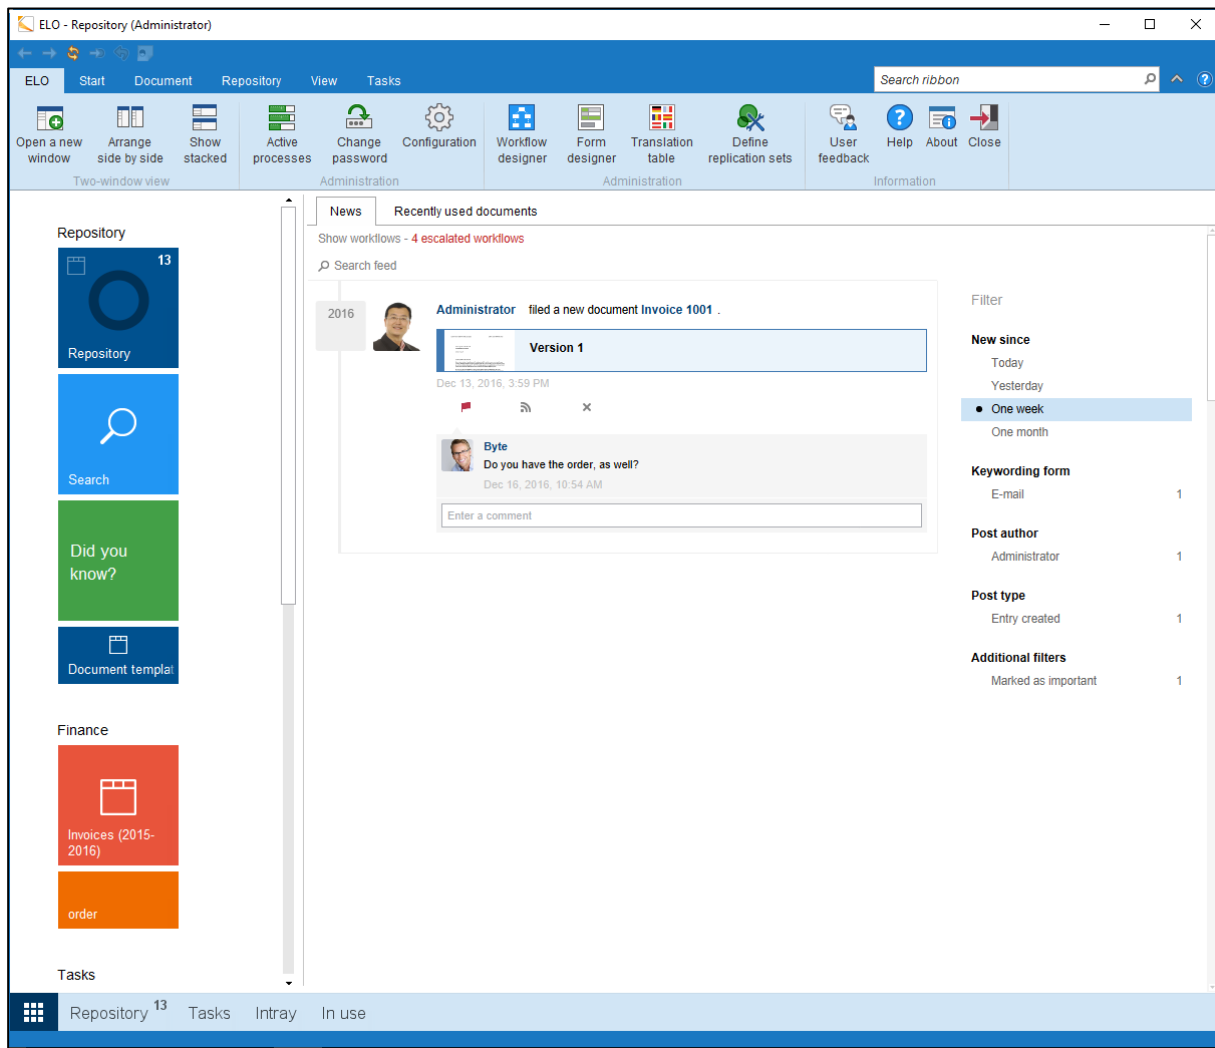 ELO - Repository (Administrator)
ELO Start Document Repository View Tasks
Search ribbon
Open a new window
Arrange side by side
Show stacked
Active processes
Change password
Configuration
Workflow designer
Form designer
Translation table
Define replication sets
User feedback
Help
About
Close
Two-window view
Administration
Administration
Information
Repository
13
Repository
Search
Did you
know?
Document templat
Finance
Invoices (2015-
2016)
order
Tasks
News Recently used documents
Show workflows - 4 escalated workflows
Search feed
2016
Administrator filed a new document Invoice 1001 .
Version 1
Dec 13, 2016, 3:59 PM
Byte
Do you have the order, as well?
Dec 16, 2016, 10:54 AM
Enter a comment
Filter
New since
Today
Yesterday
One week
One month
Keywording form
E-mail 1
Post author
Administrator 1
Post type
Entry created 1
Additional filters
Marked as important 1
Repository 13 Tasks Intray In use